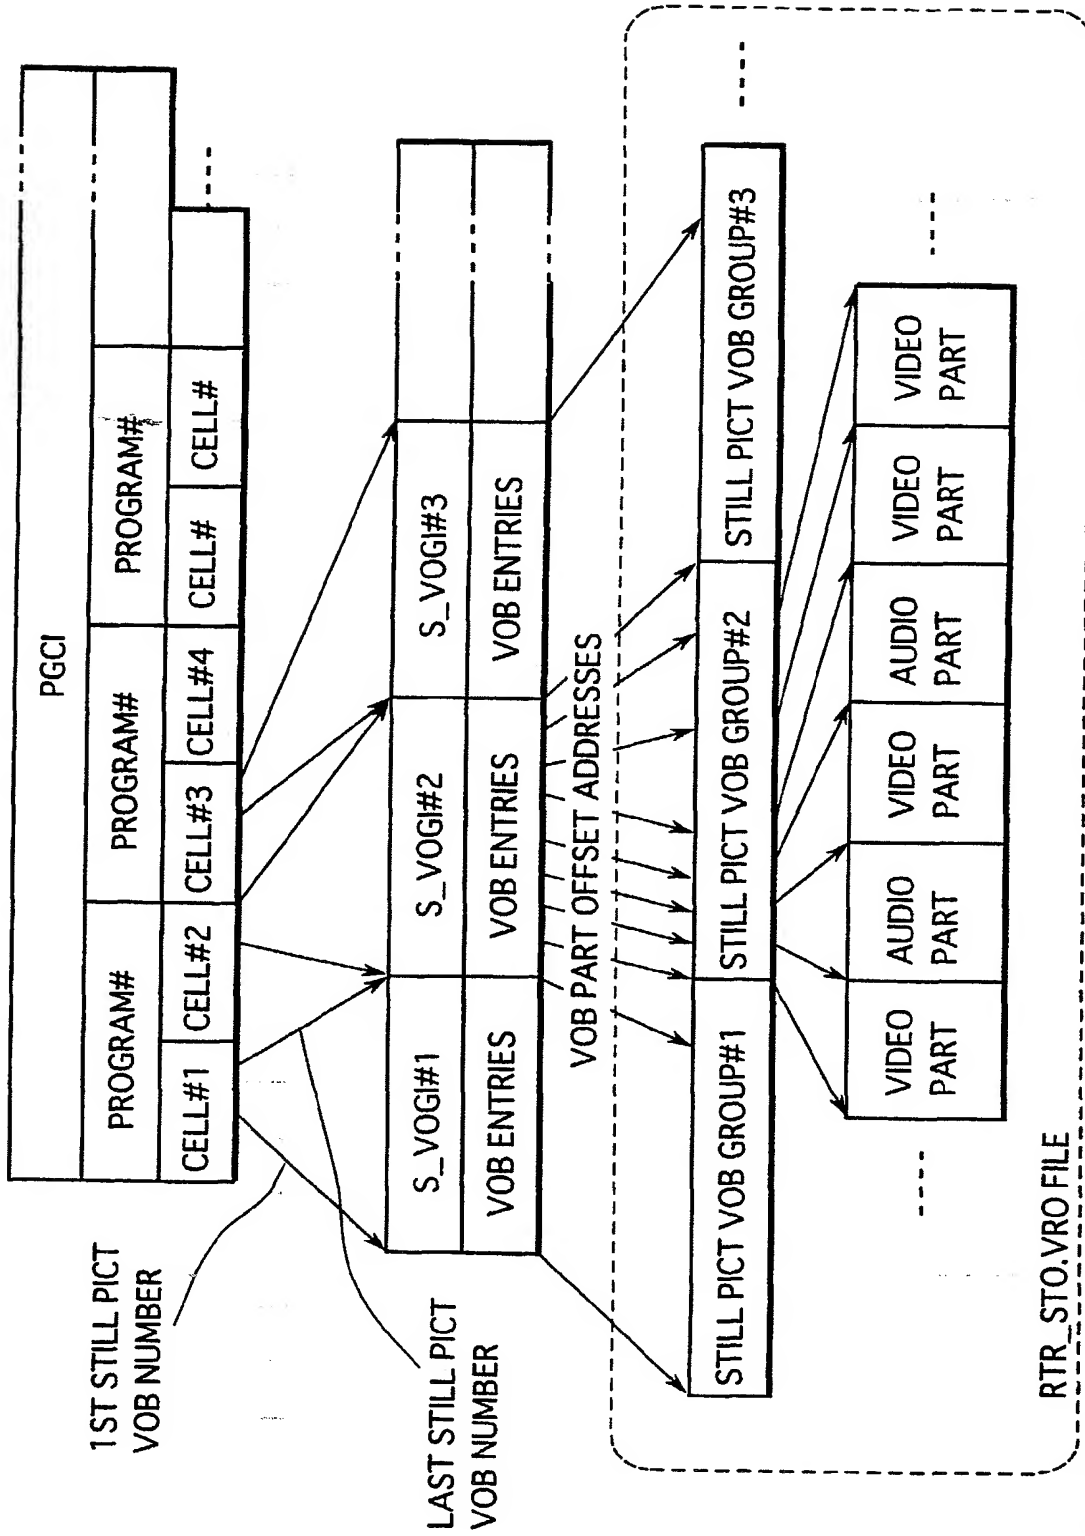 PGCI
PROGRAM#
PROGRAM#
PROGRAM#
CELL#1
CELL#2
CELL#3
CELL#4
CELL#
CELL#
1ST STILL PICT
VOB NUMBER
LAST STILL PICT
VOB NUMBER
S_VOGI#1
S_VOGI#2
S_VOGI#3
VOB ENTRIES
VOB ENTRIES
VOB ENTRIES
VOB PART OFFSET ADDRESSES
STILL PICT VOB GROUP#1
STILL PICT VOB GROUP#2
STILL PICT VOB GROUP#3
VIDEO
PART
AUDIO
PART
VIDEO
PART
AUDIO
PART
VIDEO
PART
VIDEO
PART
RTR_STO.VRO FILE